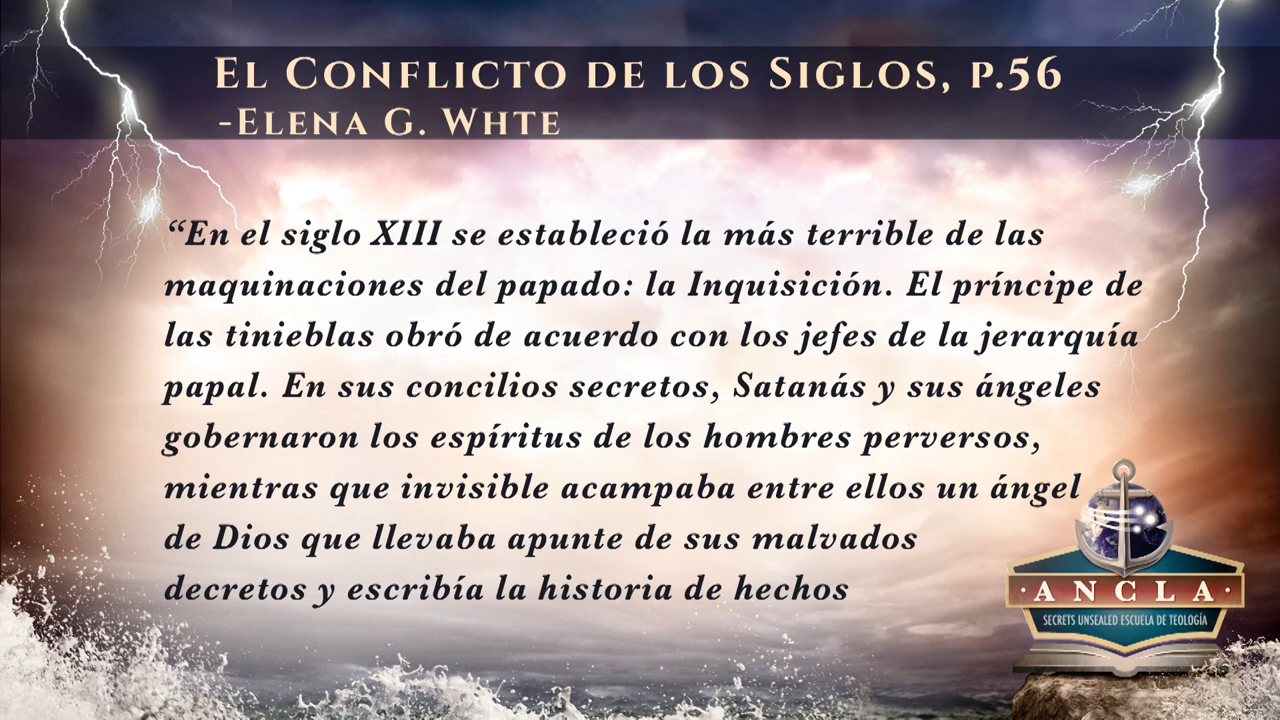 El Conflicto de los Siglos, p.56
-Elena G. Whte
“En el siglo XIII se estableció la más terrible de las
maquinaciones del papado: la Inquisición. El príncipe de
las tinieblas obró de acuerdo con los jefes de la jerarquía
papal. En sus concilios secretos, Satanás y sus ángeles
gobernaron los espíritus de los hombres perversos,
mientras que invisible acampaba entre ellos un ángel
de Dios que llevaba apunte de sus malvados
decretos y escribía la historia de hechos
· ANCLA ·
SECRETS UNSEALED ESCUELA DE TEOLOGÍA